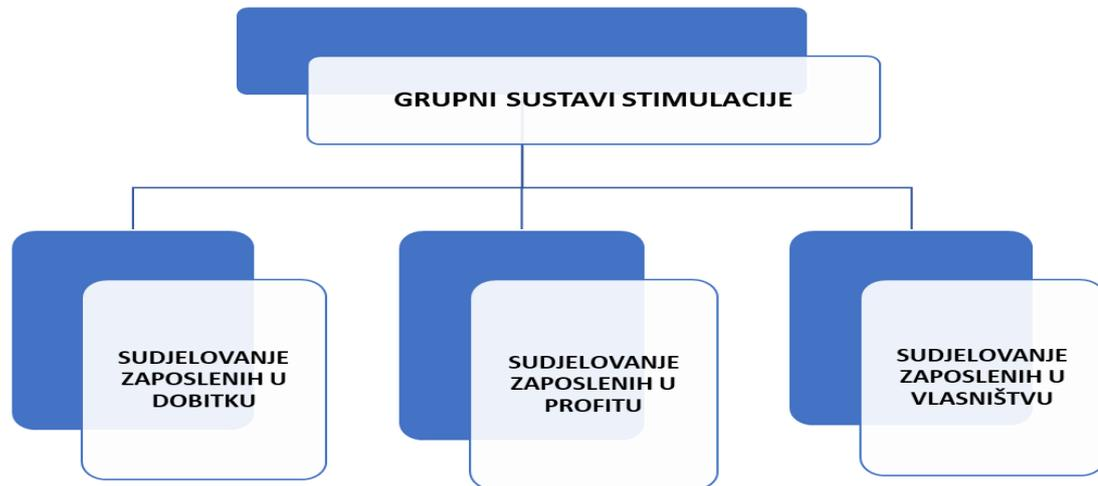 GRUPNI SUSTAVI STIMULACIJE
SUDJELOVANJE
ZAPOSLENIH U
DOBITKU
SUDJELOVANJE
ZAPOSLENIH U
PROFITU
SUDJELOVANJE
ZAPOSLENIH U
VLASNIŠTVU